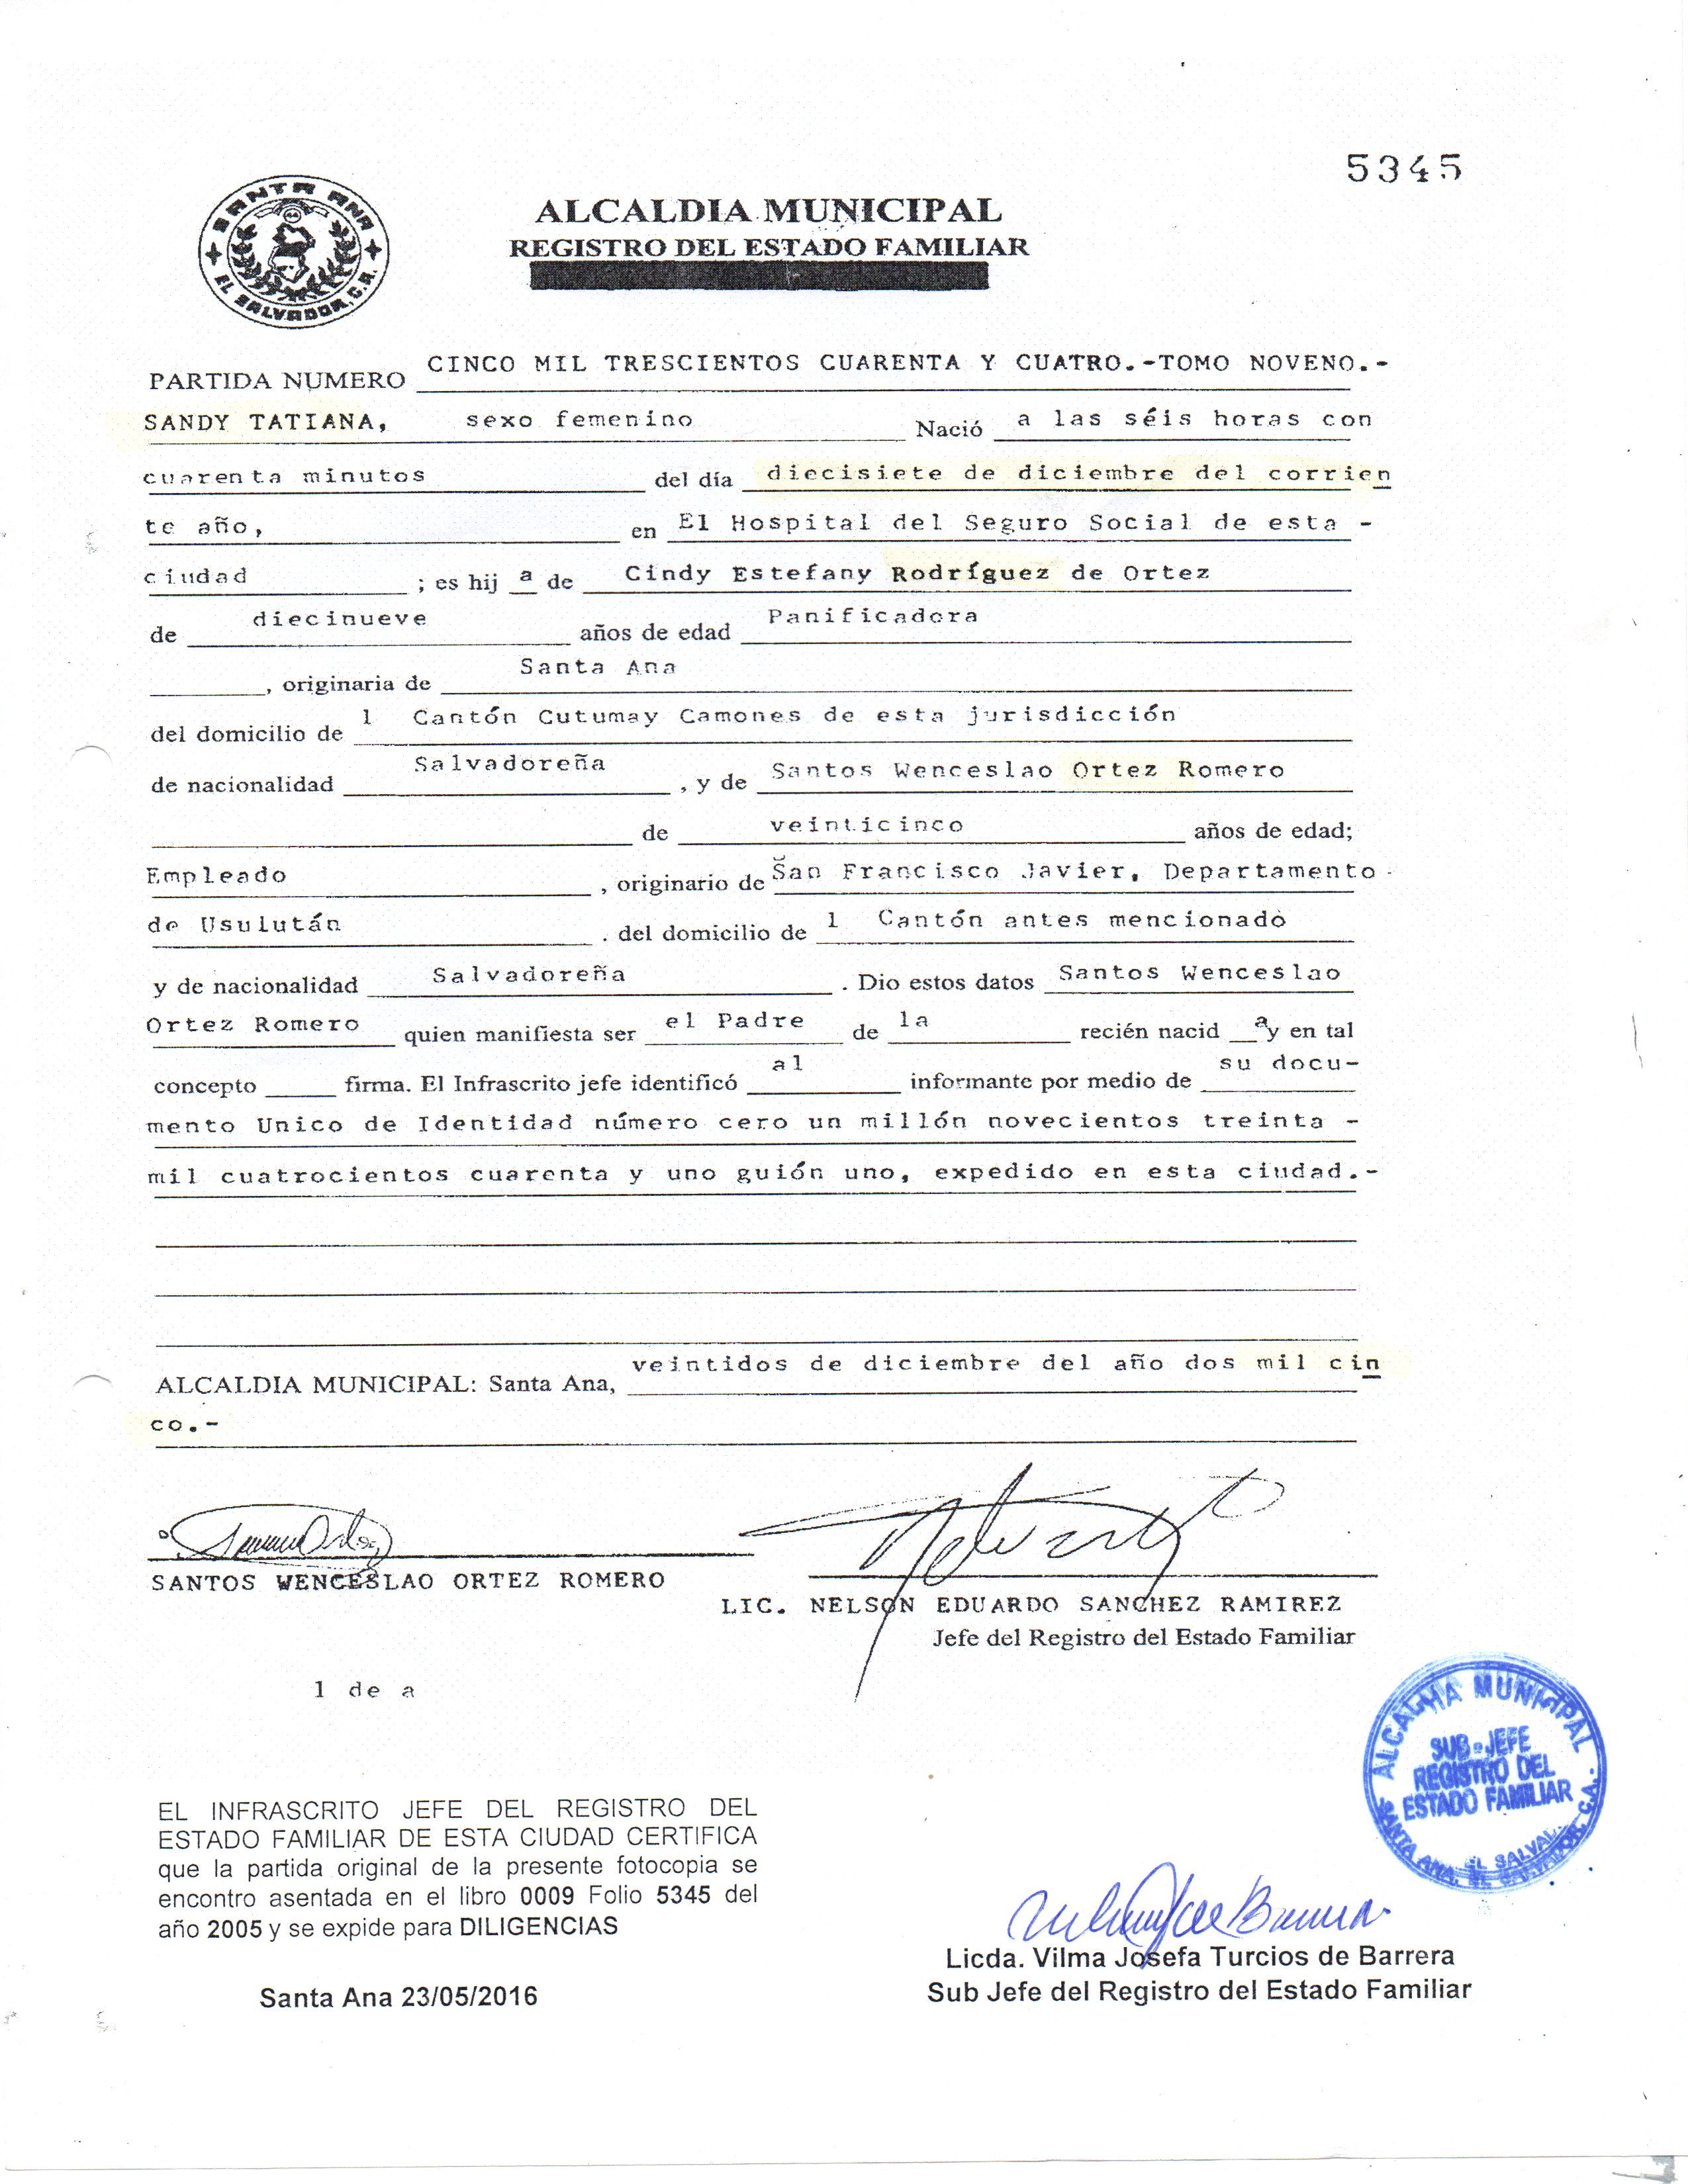 5345
SANTA ANA
EL SALVADOR, C.A.
ALCALDIA MUNICIPAL
REGISTRO DEL ESTADO FAMILIAR
PARTIDA NUMERO CINCO MIL TRESCIENTOS CUARENTA Y CUATRO.-TOMO NOVENO.-
SANDY TATIANA, sexo femenino Nació a las séis horas con
cuarenta minutos del día diecisiete de diciembre del corrien
te año, en El Hospital del Seguro Social de esta -
ciudad ; es hij a de Cindy Estefany Rodríguez de Ortez
de diecinueve años de edad Panificadora
, originaria de Santa Ana
del domicilio de l Cantón Cutumay Camones de esta jurisdicción
de nacionalidad Salvadoreña , y de Santos Wenceslao Ortez Romero
de veinticinco años de edad;
Empleado , originario de San Francisco Javier, Departamento -
de Usulután . del domicilio de l Cantón antes mencionado
y de nacionalidad Salvadoreña . Dio estos datos Santos Wenceslao
Ortez Romero quien manifiesta ser el Padre de la recién nacid a y en tal
concepto firma. El Infrascrito jefe identificó al informante por medio de su docu-
mento Unico de Identidad número cero un millón novecientos treinta -
mil cuatrocientos cuarenta y uno guión uno, expedido en esta ciudad.-
ALCALDIA MUNICIPAL: Santa Ana, veintidos de diciembre del año dos mil cin
co.-
SANTOS WENCESLAO ORTEZ ROMERO
LIC. NELSON EDUARDO SANCHEZ RAMIREZ
Jefe del Registro del Estado Familiar
l de a
ALCALDIA MUNICIPAL
SUB-JEFE
REGISTRO DEL
ESTADO FAMILIAR
SANTA ANA, EL SALVADOR, C.A.
EL INFRASCRITO JEFE DEL REGISTRO DEL
ESTADO FAMILIAR DE ESTA CIUDAD CERTIFICA
que la partida original de la presente fotocopia se
encontro asentada en el libro 0009 Folio 5345 del
año 2005 y se expide para DILIGENCIAS
Santa Ana 23/05/2016
Licda. Vilma Josefa Turcios de Barrera
Sub Jefe del Registro del Estado Familiar